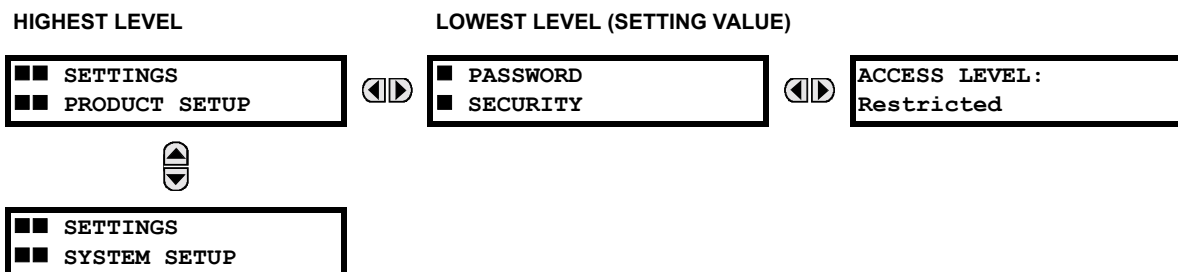 HIGHEST LEVEL
LOWEST LEVEL (SETTING VALUE)
■■ SETTINGS
■■ PRODUCT SETUP
■ PASSWORD
■ SECURITY
ACCESS LEVEL:
Restricted
■■ SETTINGS
■■ SYSTEM SETUP